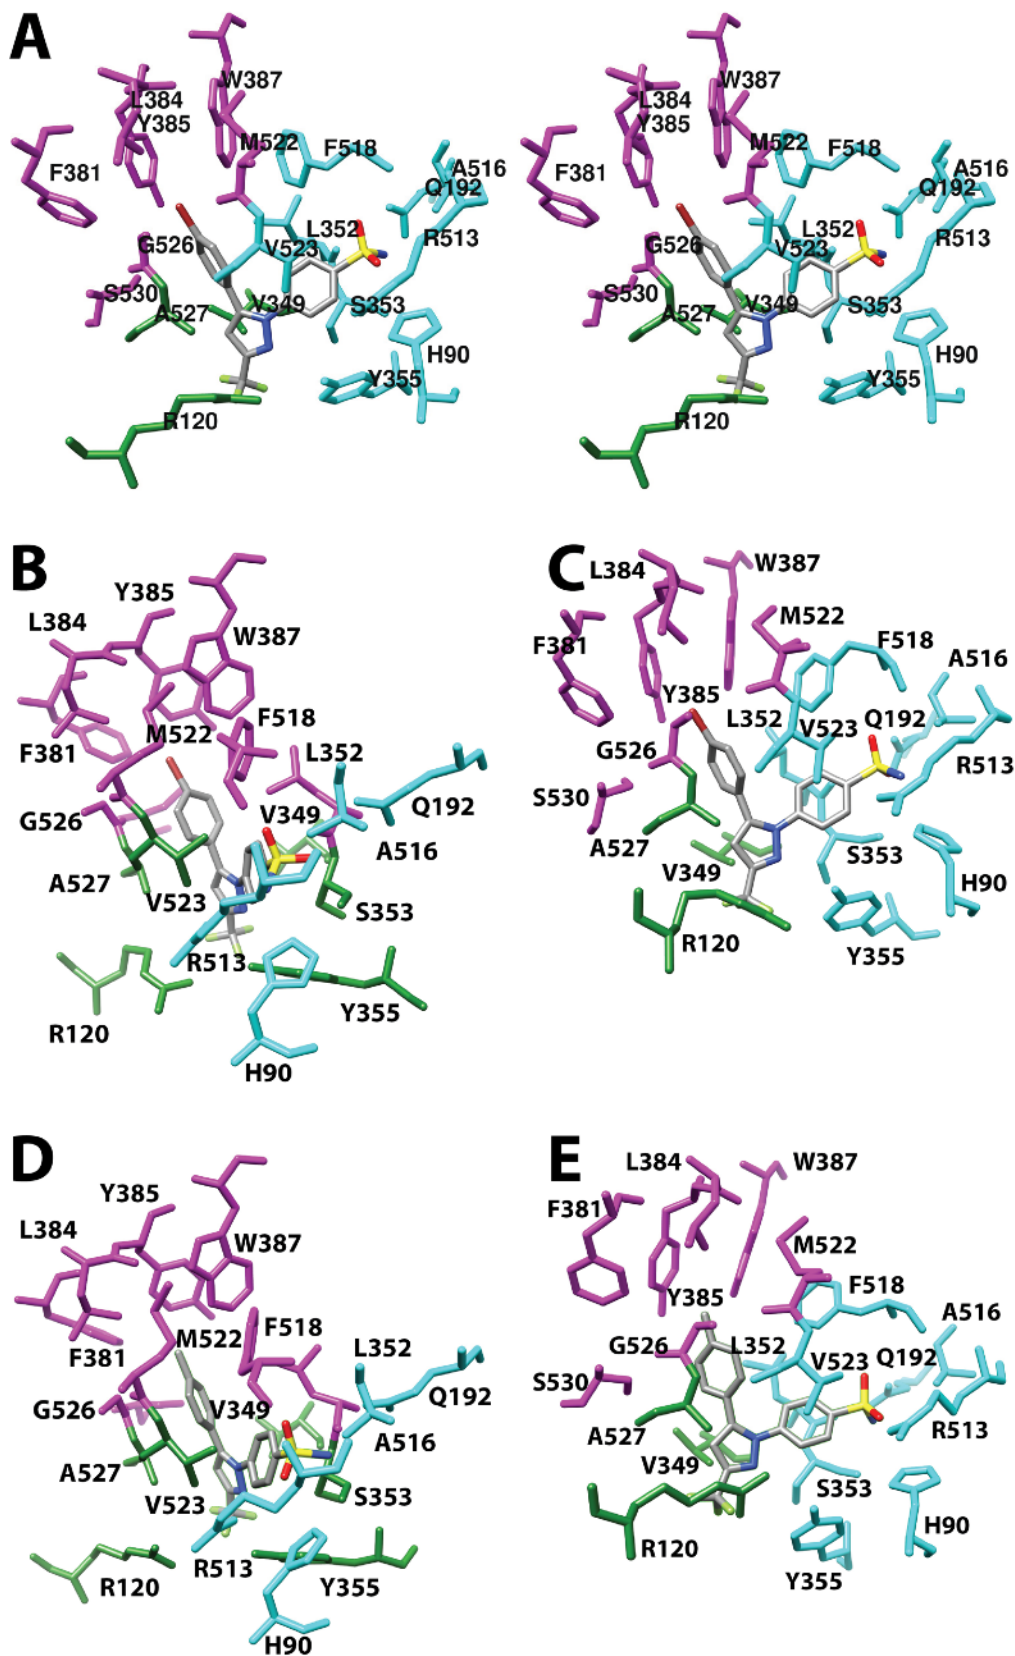 A
W387 W387
L384 L384
Y385 Y385
M522 F518 M522 F518
F381 A516 F381 A516
Q192 Q192
L352 R513 L352 R513
G526 V523 G526 V523
S530 A527 V349 S353 S530 A527 V349 S353
H90 H90
Y355 Y355
R120 R120
B
Y385
L384
W387
F518
M522
F381
L352
G526
V349
Q192
A516
A527
V523
S353
R513
Y355
R120
H90
C
W387
L384
M522
F381
F518
A516
Y385
L352
Q192
V523
G526
R513
S530
A527
S353
V349
H90
R120
Y355
D
Y385
L384
W387
F518
M522
F381
L352
Q192
G526
V349
A516
A527
V523
S353
R513
Y355
R120
H90
E
L384
W387
F381
M522
F518
Y385
A516
G526
L352
V523
Q192
S530
R513
A527
V349
S353
H90
R120
Y355